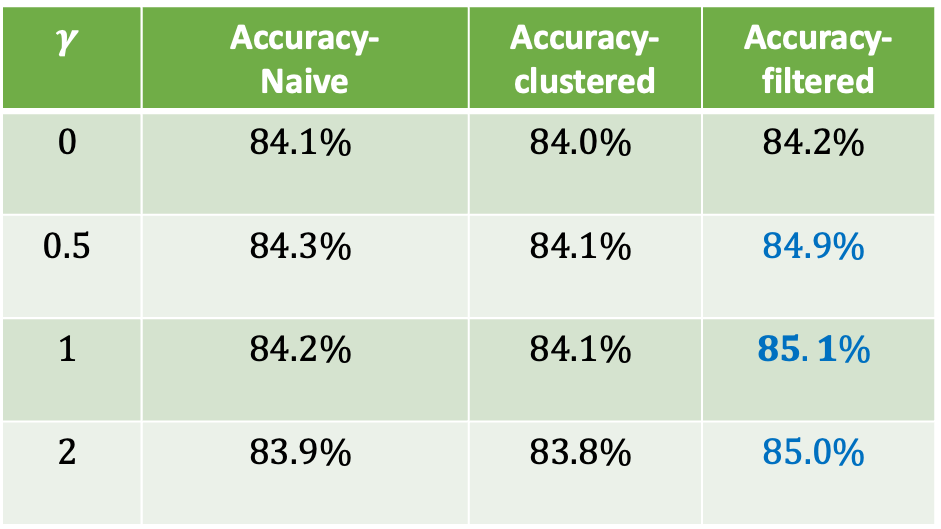 γ Accuracy-Naive Accuracy-clustered Accuracy-filtered
0 84.1% 84.0% 84.2%
0.5 84.3% 84.1% 84.9%
1 84.2% 84.1% 85.1%
2 83.9% 83.8% 85.0%